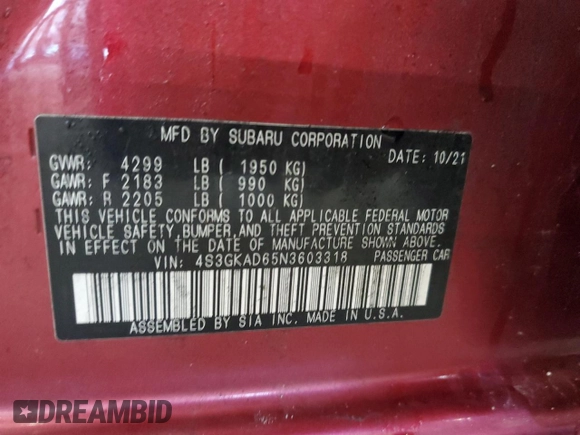 MFD BY SUBARU CORPORATION
GVWR: 4299 LB ( 1950 KG) DATE: 10/21
GAWR: F 2183 LB ( 990 KG)
GAWR: R 2205 LB ( 1000 KG)
THIS VEHICLE CONFORMS TO ALL APPLICABLE FEDERAL MOTOR
VEHICLE SAFETY, BUMPER, AND THEFT PREVENTION STANDARDS
IN EFFECT ON THE DATE OF MANUFACTURE SHOWN ABOVE.
VIN: 4S3GKAD65N3603318 PASSENGER CAR
ASSEMBLED BY SIA INC. MADE IN U.S.A.
DREAMBID